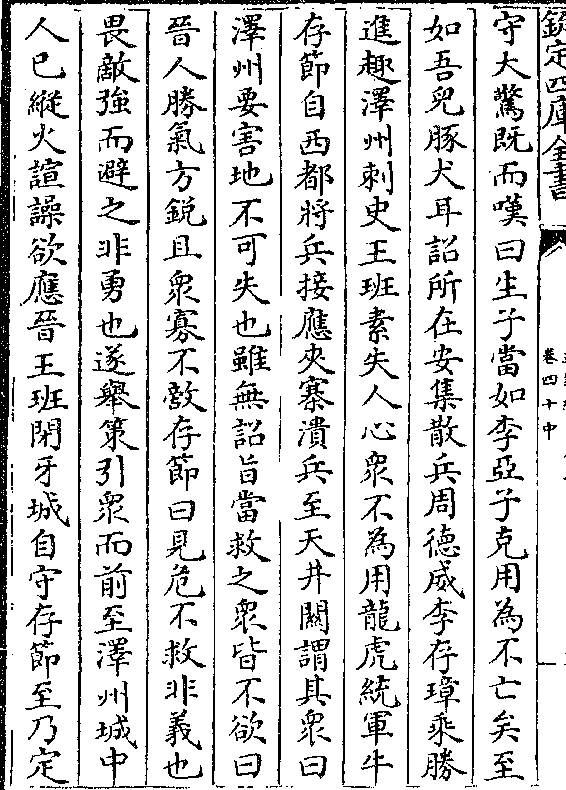 欽定四庫全書
卷四十中
守大驚既而嘆曰生子當如李亞子克用為不亡矣至
如吾兒豚犬耳詔所在安集散兵周德威李存璋乘勝
進趣澤州刺史王班素失人心衆不為用龍虎統軍牛
存節自西都將兵接應夾寨潰兵至天井關謂其衆曰
澤州要害地不可失也雖無詔旨當救之衆皆不欲曰
晉人勝氣方銳且衆寡不敵存節曰見危不救非義也
畏敵強而避之非勇也遂舉策引衆而前至澤州城中
人已縱火諠譟欲應晉王班閉牙城自守存節至乃定